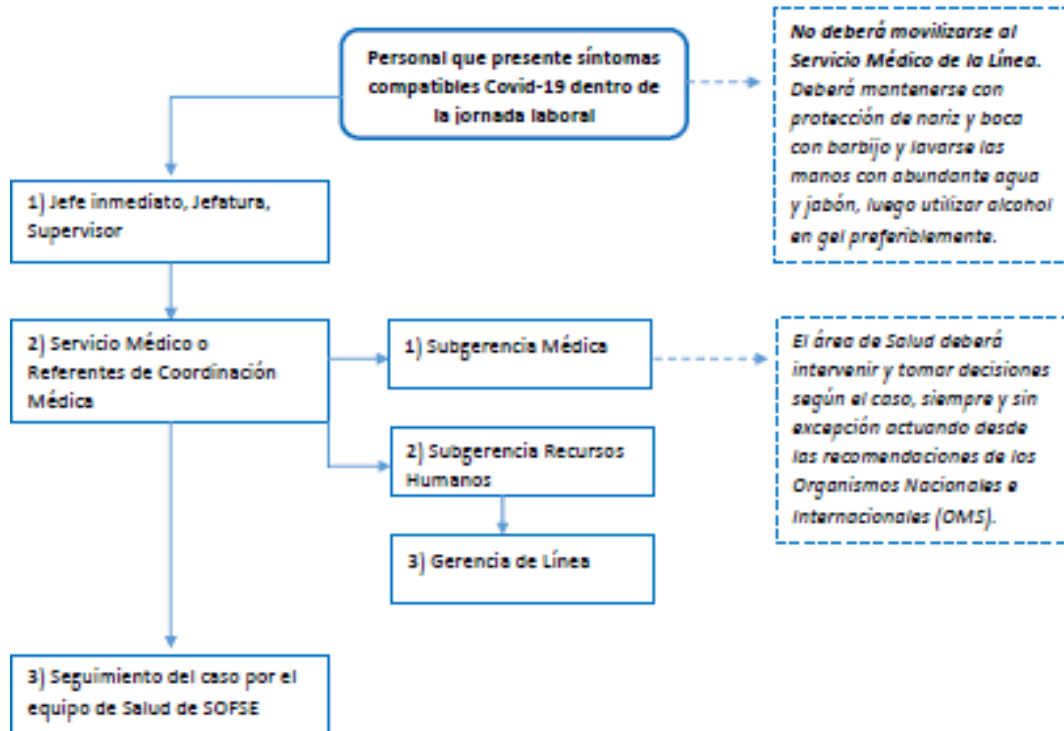 Personal que presente síntomas
compatibles Covid-19 dentro de
la jornada laboral
No deberá movilizarse al
Servicio Médico de la Línea.
Deberá mantenerse con
protección de nariz y boca
con barbijo y lavarse las
manos con abundante agua
y jabón, luego utilizar alcohol
en gel preferiblemente.
1) Jefe inmediato, Jefatura,
Supervisor
2) Servicio Médico o
Referentes de Coordinación
Médica
1) Subgerencia Médica
El área de Salud deberá
intervenir y tomar decisiones
según el caso, siempre y sin
excepción actuando desde
las recomendaciones de los
Organismos Nacionales e
Internacionales (OMS).
2) Subgerencia Recursos
Humanos
3) Gerencia de Línea
3) Seguimiento del caso por el
equipo de Salud de SOFSE